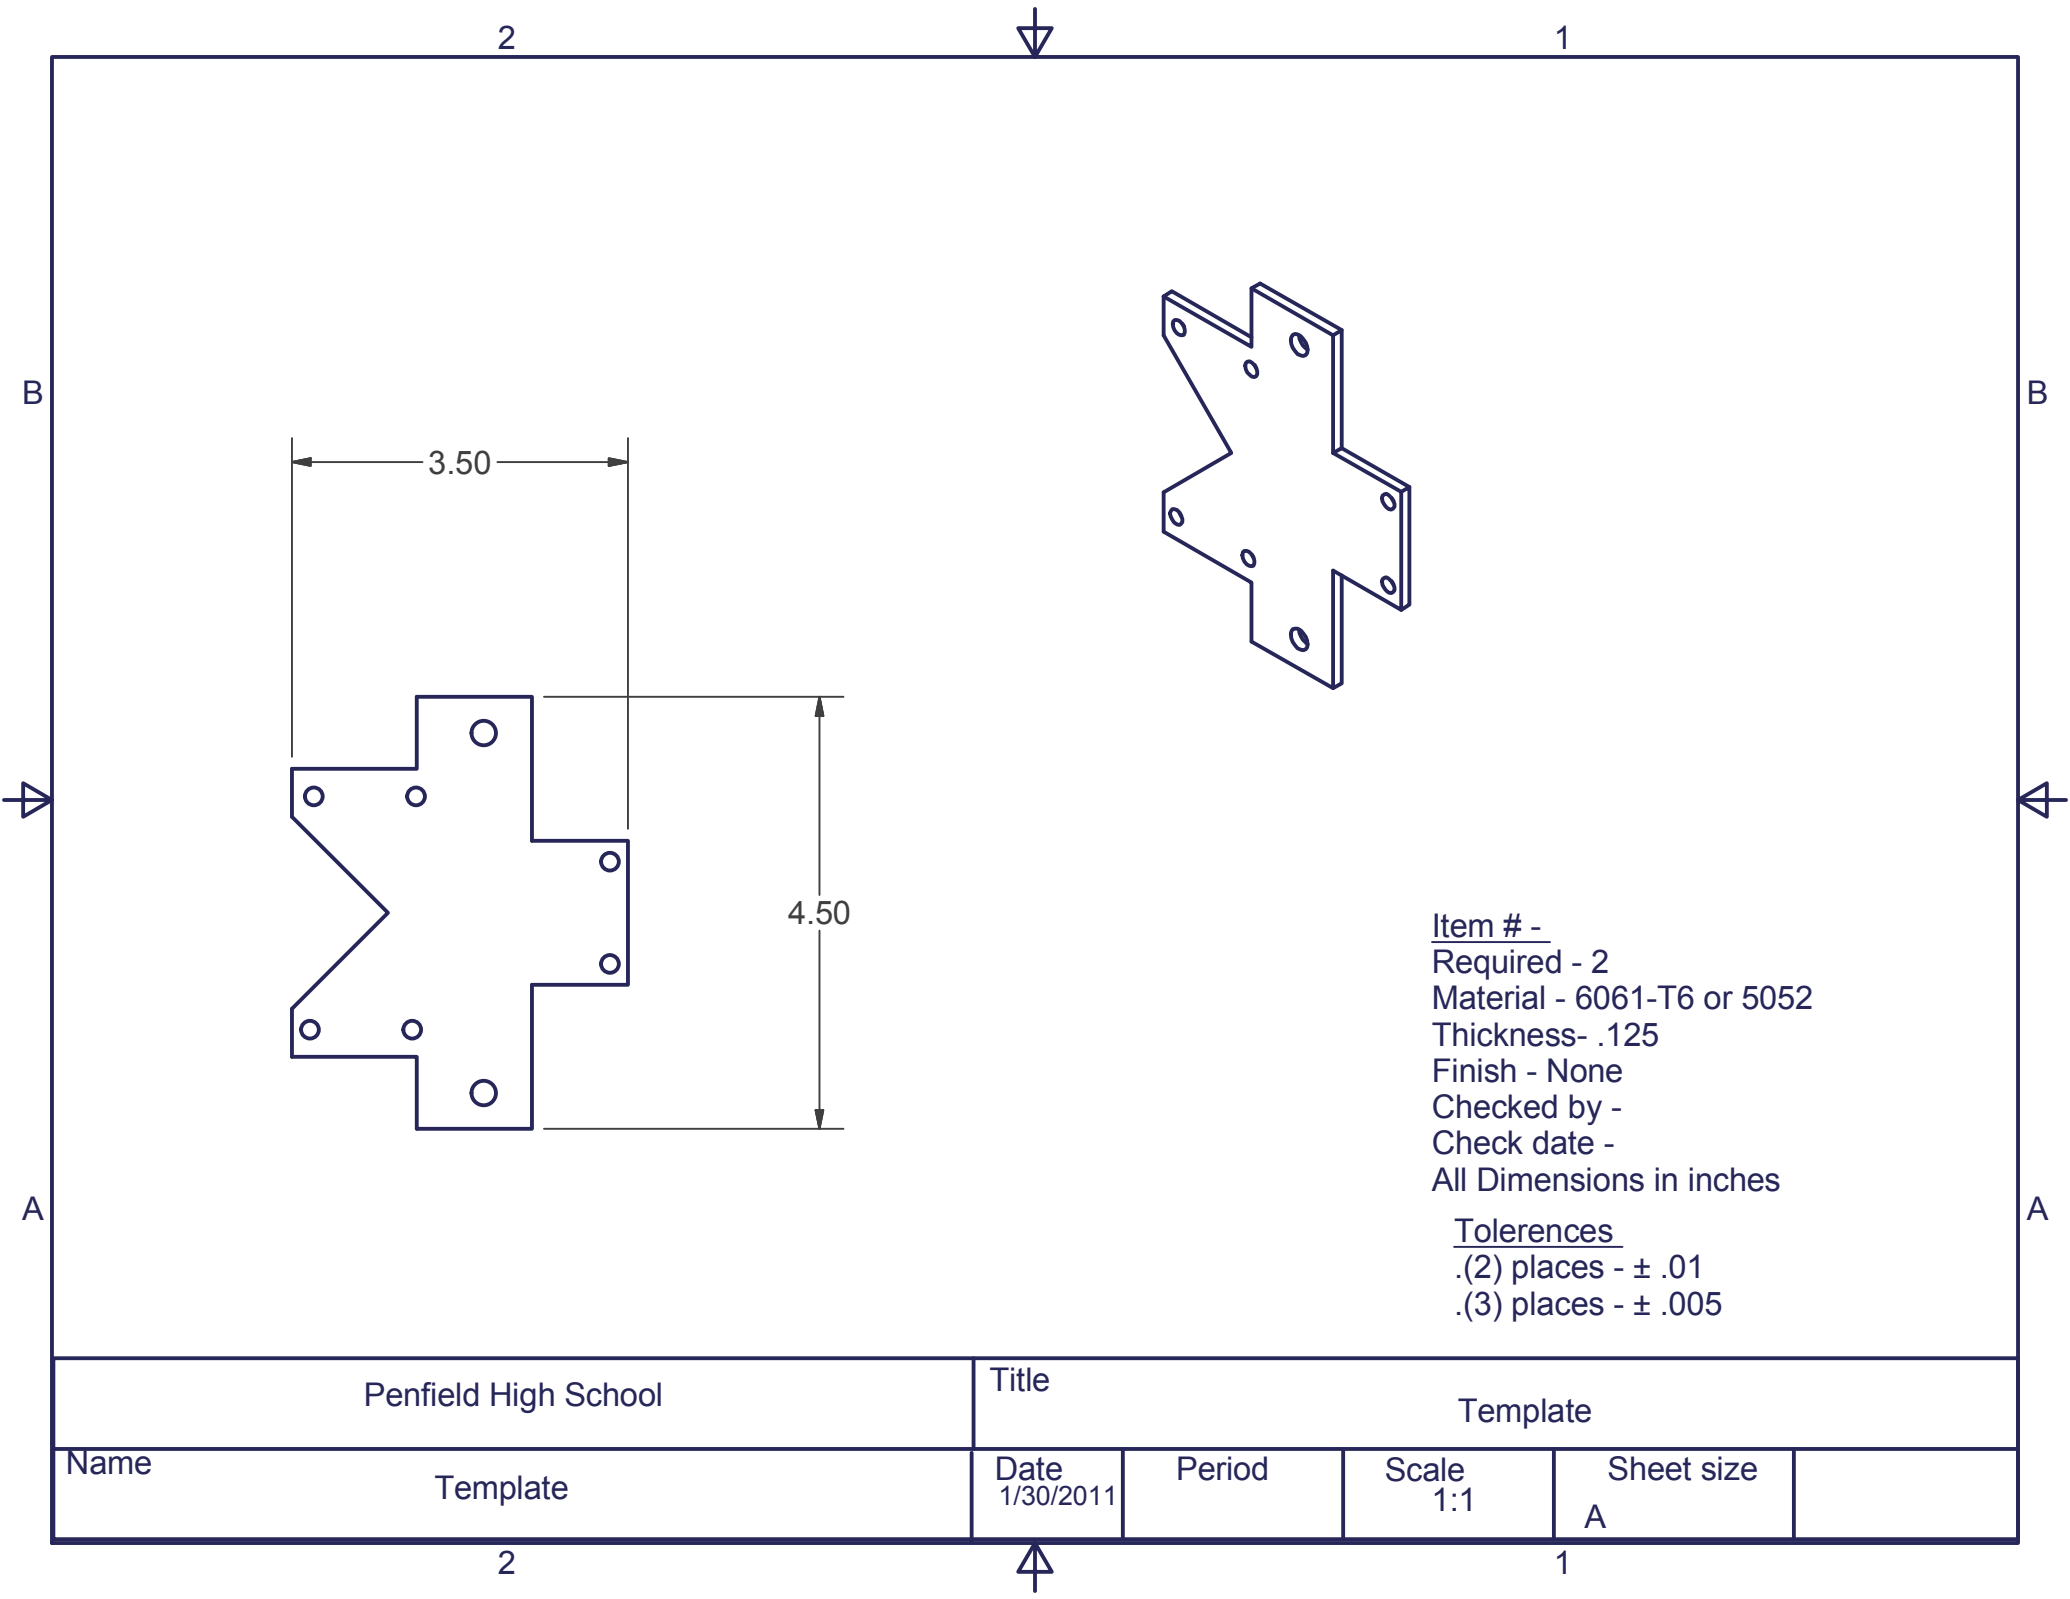 2 1
B B
3.50
4.50
Item # -
Required - 2
Material - 6061-T6 or 5052
Thickness- .125
Finish - None
Checked by -
Check date -
All Dimensions in inches
A A
Tolerences
.(2) places - ± .01
.(3) places - ± .005
Penfield High School
Title
Template
Name
Template
Date
1/30/2011
Period
Scale
1:1
Sheet size
A
2 1